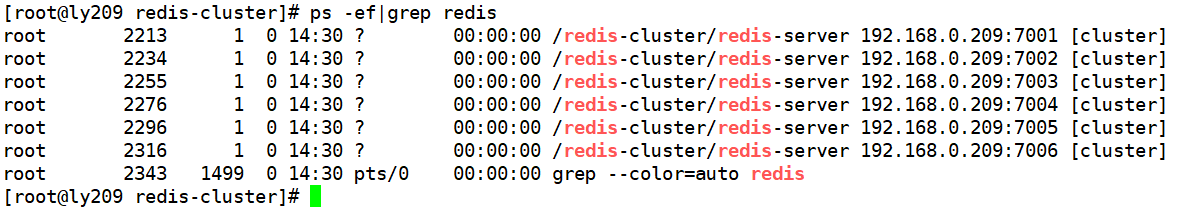 [root@ly209 redis-cluster]# ps -ef|grep redis
root       2213      1  0 14:30 ?        00:00:00 /redis-cluster/redis-server 192.168.0.209:7001 [cluster]
root       2234      1  0 14:30 ?        00:00:00 /redis-cluster/redis-server 192.168.0.209:7002 [cluster]
root       2255      1  0 14:30 ?        00:00:00 /redis-cluster/redis-server 192.168.0.209:7003 [cluster]
root       2276      1  0 14:30 ?        00:00:00 /redis-cluster/redis-server 192.168.0.209:7004 [cluster]
root       2296      1  0 14:30 ?        00:00:00 /redis-cluster/redis-server 192.168.0.209:7005 [cluster]
root       2316      1  0 14:30 ?        00:00:00 /redis-cluster/redis-server 192.168.0.209:7006 [cluster]
root       2343   1499  0 14:30 pts/0    00:00:00 grep --color=auto redis
[root@ly209 redis-cluster]#